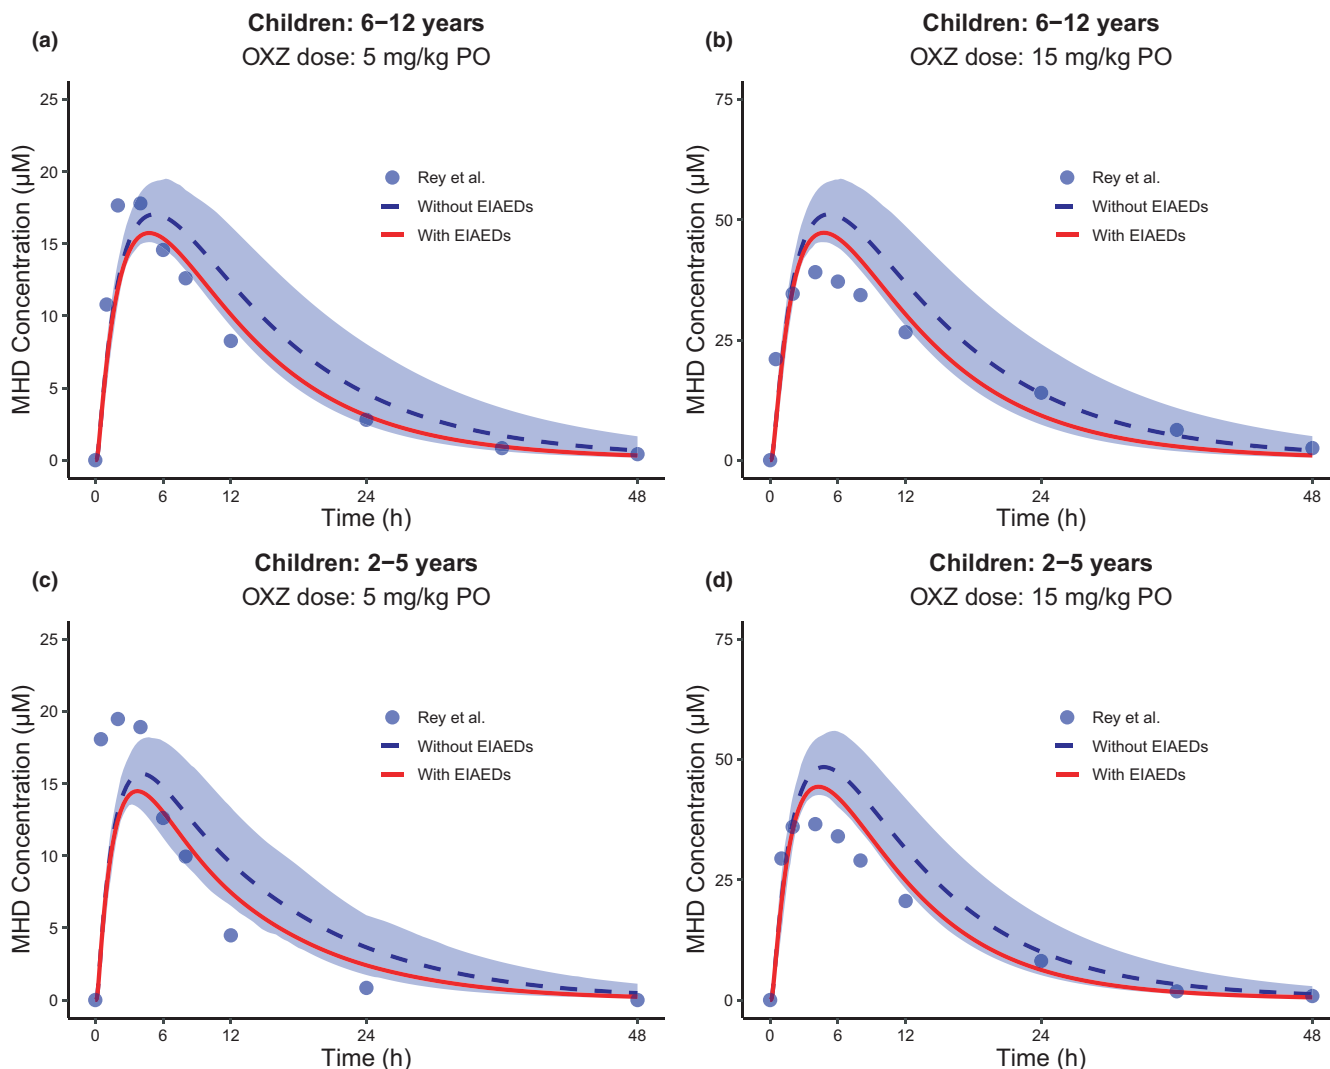 (a)
Children: 6−12 years
OXZ dose: 5 mg/kg PO
25
20
15
10
5
0
MHD Concentration (µM)
Rey et al.
Without EIAEDs
With EIAEDs
0 6 12 24 48
Time (h)
(b)
Children: 6−12 years
OXZ dose: 15 mg/kg PO
75
50
25
0
MHD Concentration (µM)
Rey et al.
Without EIAEDs
With EIAEDs
0 6 12 24 48
Time (h)
(c)
Children: 2−5 years
OXZ dose: 5 mg/kg PO
25
20
15
10
5
0
MHD Concentration (µM)
Rey et al.
Without EIAEDs
With EIAEDs
0 6 12 24 48
Time (h)
(d)
Children: 2−5 years
OXZ dose: 15 mg/kg PO
75
50
25
0
MHD Concentration (µM)
Rey et al.
Without EIAEDs
With EIAEDs
0 6 12 24 48
Time (h)